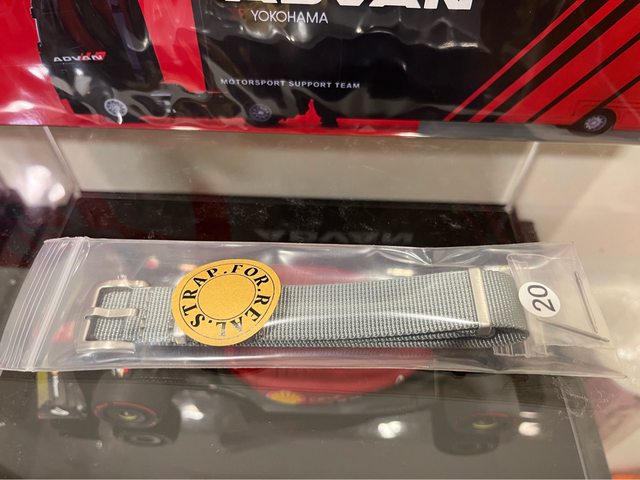 ADVAN
YOKOHAMA
ADVAN
MOTORSPORT SUPPORT TEAM
STRAP.FOR.REAL.
20